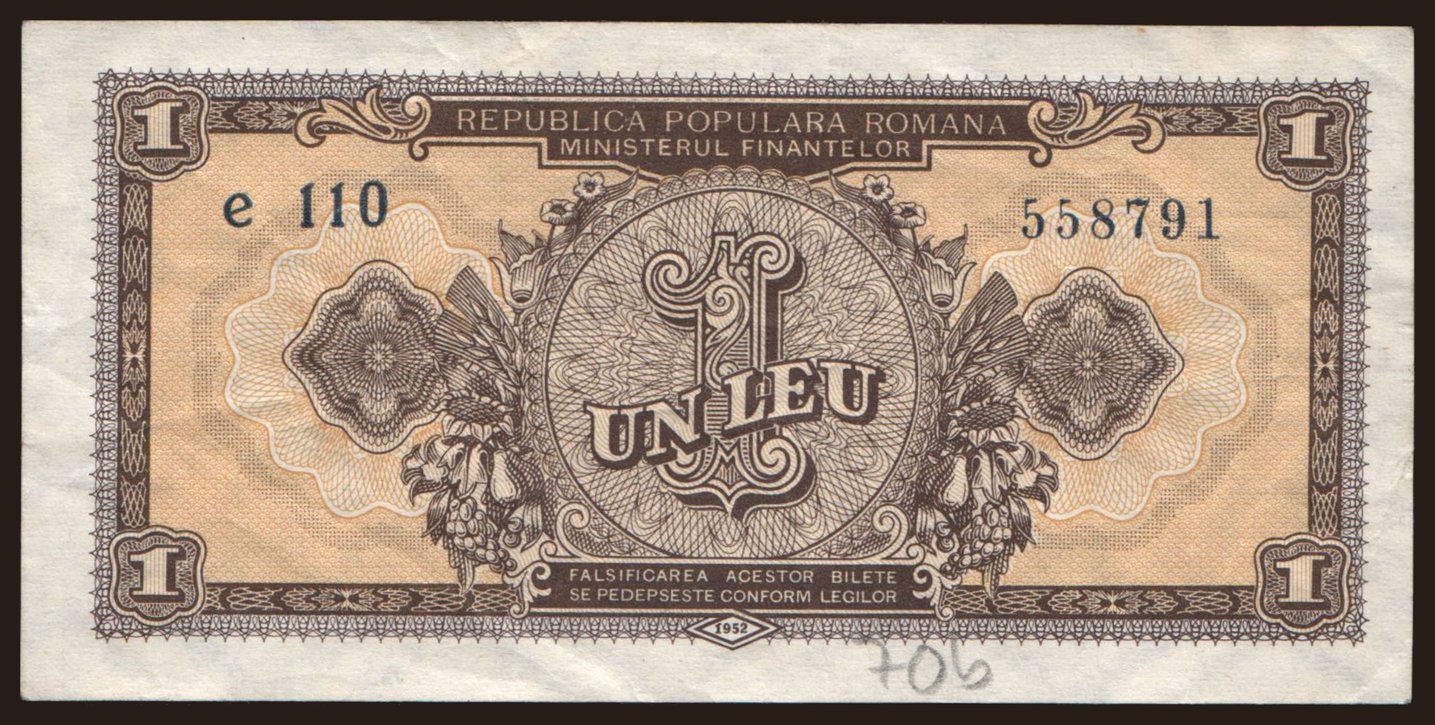 1 REPUBLICA POPULARA ROMANA 1
MINISTERUL FINANTELOR
e 110 558791
1
UN LEU
1 FALSIFICAREA ACESTOR BILETE 1
SE PEDEPSESTE CONFORM LEGILOR
1952
706